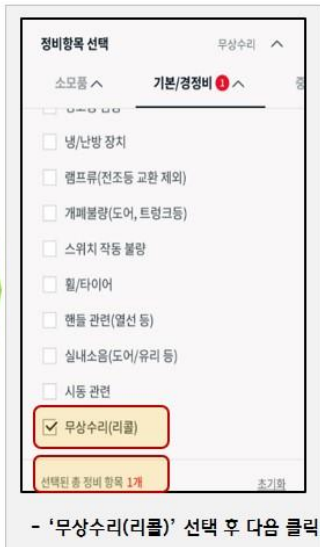 정비항목 선택 무상수리
소모품 기본/경정비 1 중
냉/난방 장치
램프류(전조등 교환 제외)
개폐불량(도어, 트렁크등)
스위치 작동 불량
휠/타이어
핸들 관련(열선 등)
실내소음(도어/유리 등)
시동 관련
무상수리(리콜)
선택된 총 정비 항목 1개 초기화
- ‘무상수리(리콜)’ 선택 후 다음 클릭